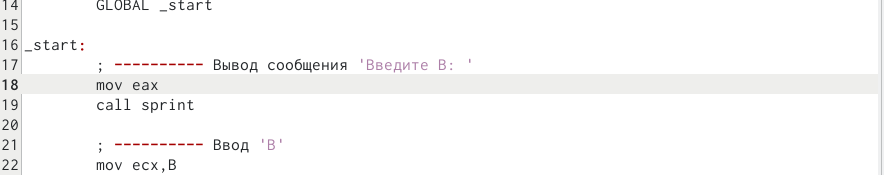 14 GLOBAL _start
15
16 _start:
17 ; ---------- Вывод сообщения 'Введите B: '
18 mov eax
19 call sprint
20
21 ; ---------- Ввод 'B'
22 mov ecx,B